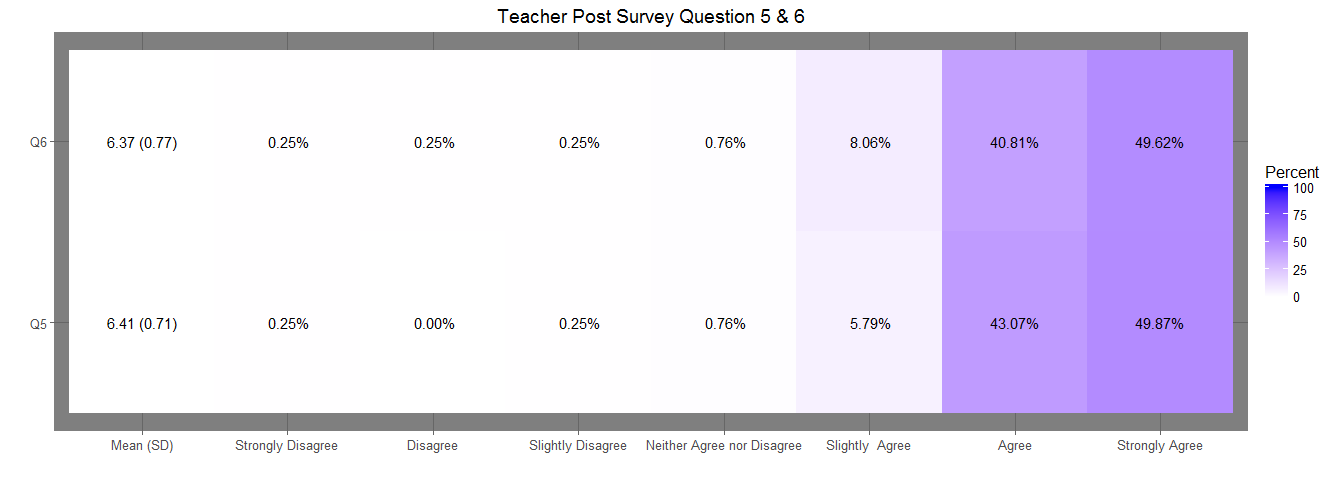 Teacher Post Survey Question 5 & 6
Q6 6.37 (0.77) 0.25% 0.25% 0.25% 0.76% 8.06% 40.81% 49.62%
Q5 6.41 (0.71) 0.25% 0.00% 0.25% 0.76% 5.79% 43.07% 49.87%
Mean (SD) Strongly Disagree Disagree Slightly Disagree Neither Agree nor Disagree Slightly  Agree Agree Strongly Agree
Percent
100
75
50
25
0